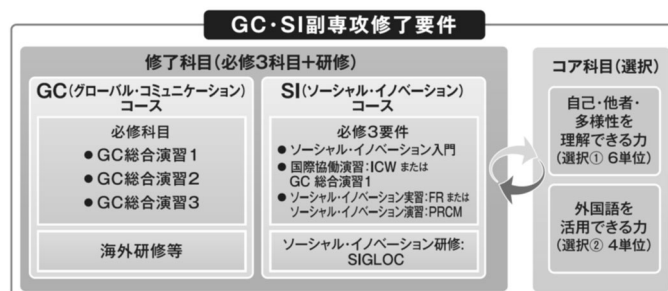 GC・SI副専攻修了要件
修了科目(必修3科目+研修)
GC(グローバル・コミュニケーション)
コース
必修科目
●GC総合演習1
●GC総合演習2
●GC総合演習3
海外研修等
SI(ソーシャル・イノベーション)
コース
必修3要件
●ソーシャル・イノベーション入門
●国際協働演習:ICW または
GC 総合演習1
●ソーシャル・イノベーション実習:FR または
ソーシャル・イノベーション演習:PRCM
ソーシャル・イノベーション研修:
SIGLOC
コア科目(選択)
自己・他者・
多様性を
理解できる力
(選択① 6単位)
外国語を
活用できる力
(選択② 4単位)